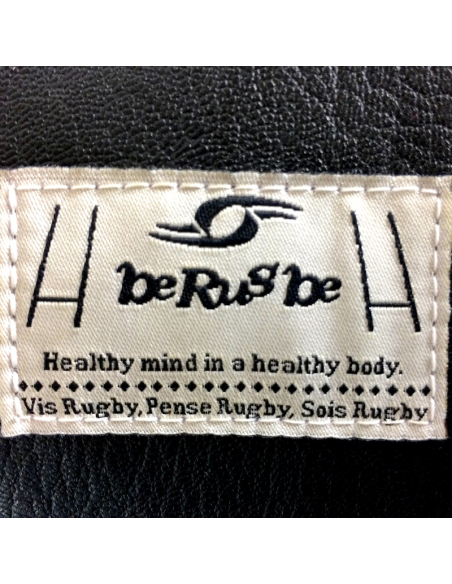 beRugbe
Healthy mind in a healthy body.
Vis Rugby, Pense Rugby, Sois Rugby